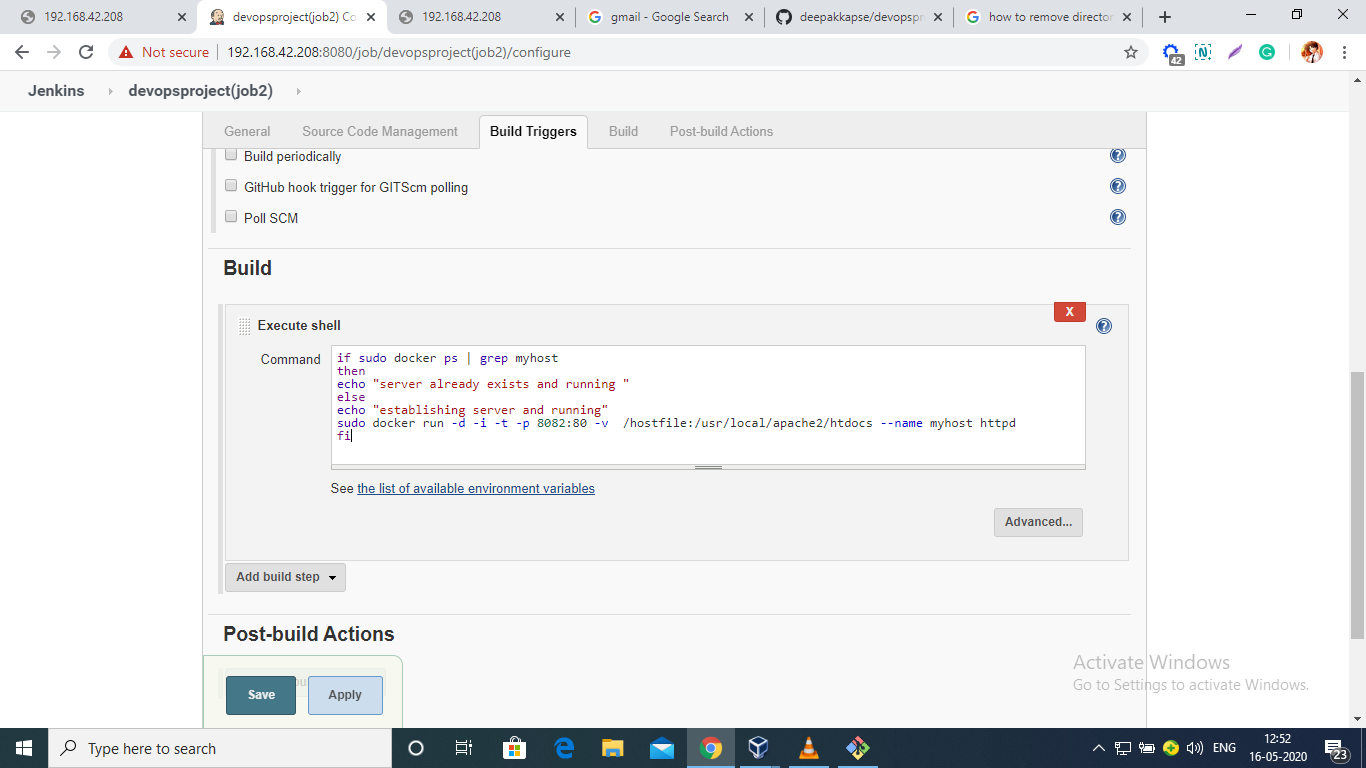 192.168.42.208
devopsproject(job2) Co
192.168.42.208
gmail - Google Search
deepakkapse/devopspr
how to remove director
Not secure
192.168.42.208:8080/job/devopsproject(job2)/configure
42
Jenkins
devopsproject(job2)
General
Source Code Management
Build Triggers
Build
Post-build Actions
Build periodically
GitHub hook trigger for GITScm polling
Poll SCM
Build
X
Execute shell
Command
if sudo docker ps | grep myhost
then
echo "server already exists and running "
else
echo "establishing server and running"
sudo docker run -d -i -t -p 8082:80 -v  /hostfile:/usr/local/apache2/htdocs --name myhost httpd
fi
See the list of available environment variables
Advanced...
Add build step
Post-build Actions
Save
Apply
Activate Windows
Go to Settings to activate Windows.
Type here to search
ENG
12:52
16-05-2020
23